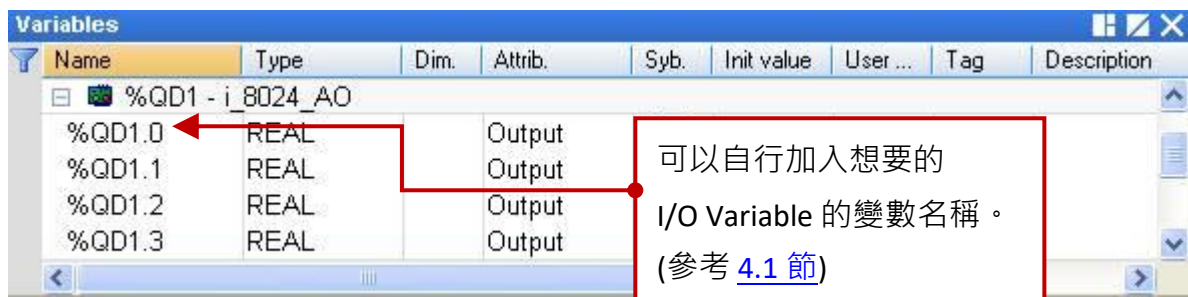 Variables
Name Type Dim. Attrib. Syb. Init value User ... Tag Description
%QD1 - i_8024_AO
%QD1.0 REAL Output
%QD1.1 REAL Output
%QD1.2 REAL Output
%QD1.3 REAL Output
可以自行加入想要的
I/O Variable 的變數名稱。
(參考 4.1 節)